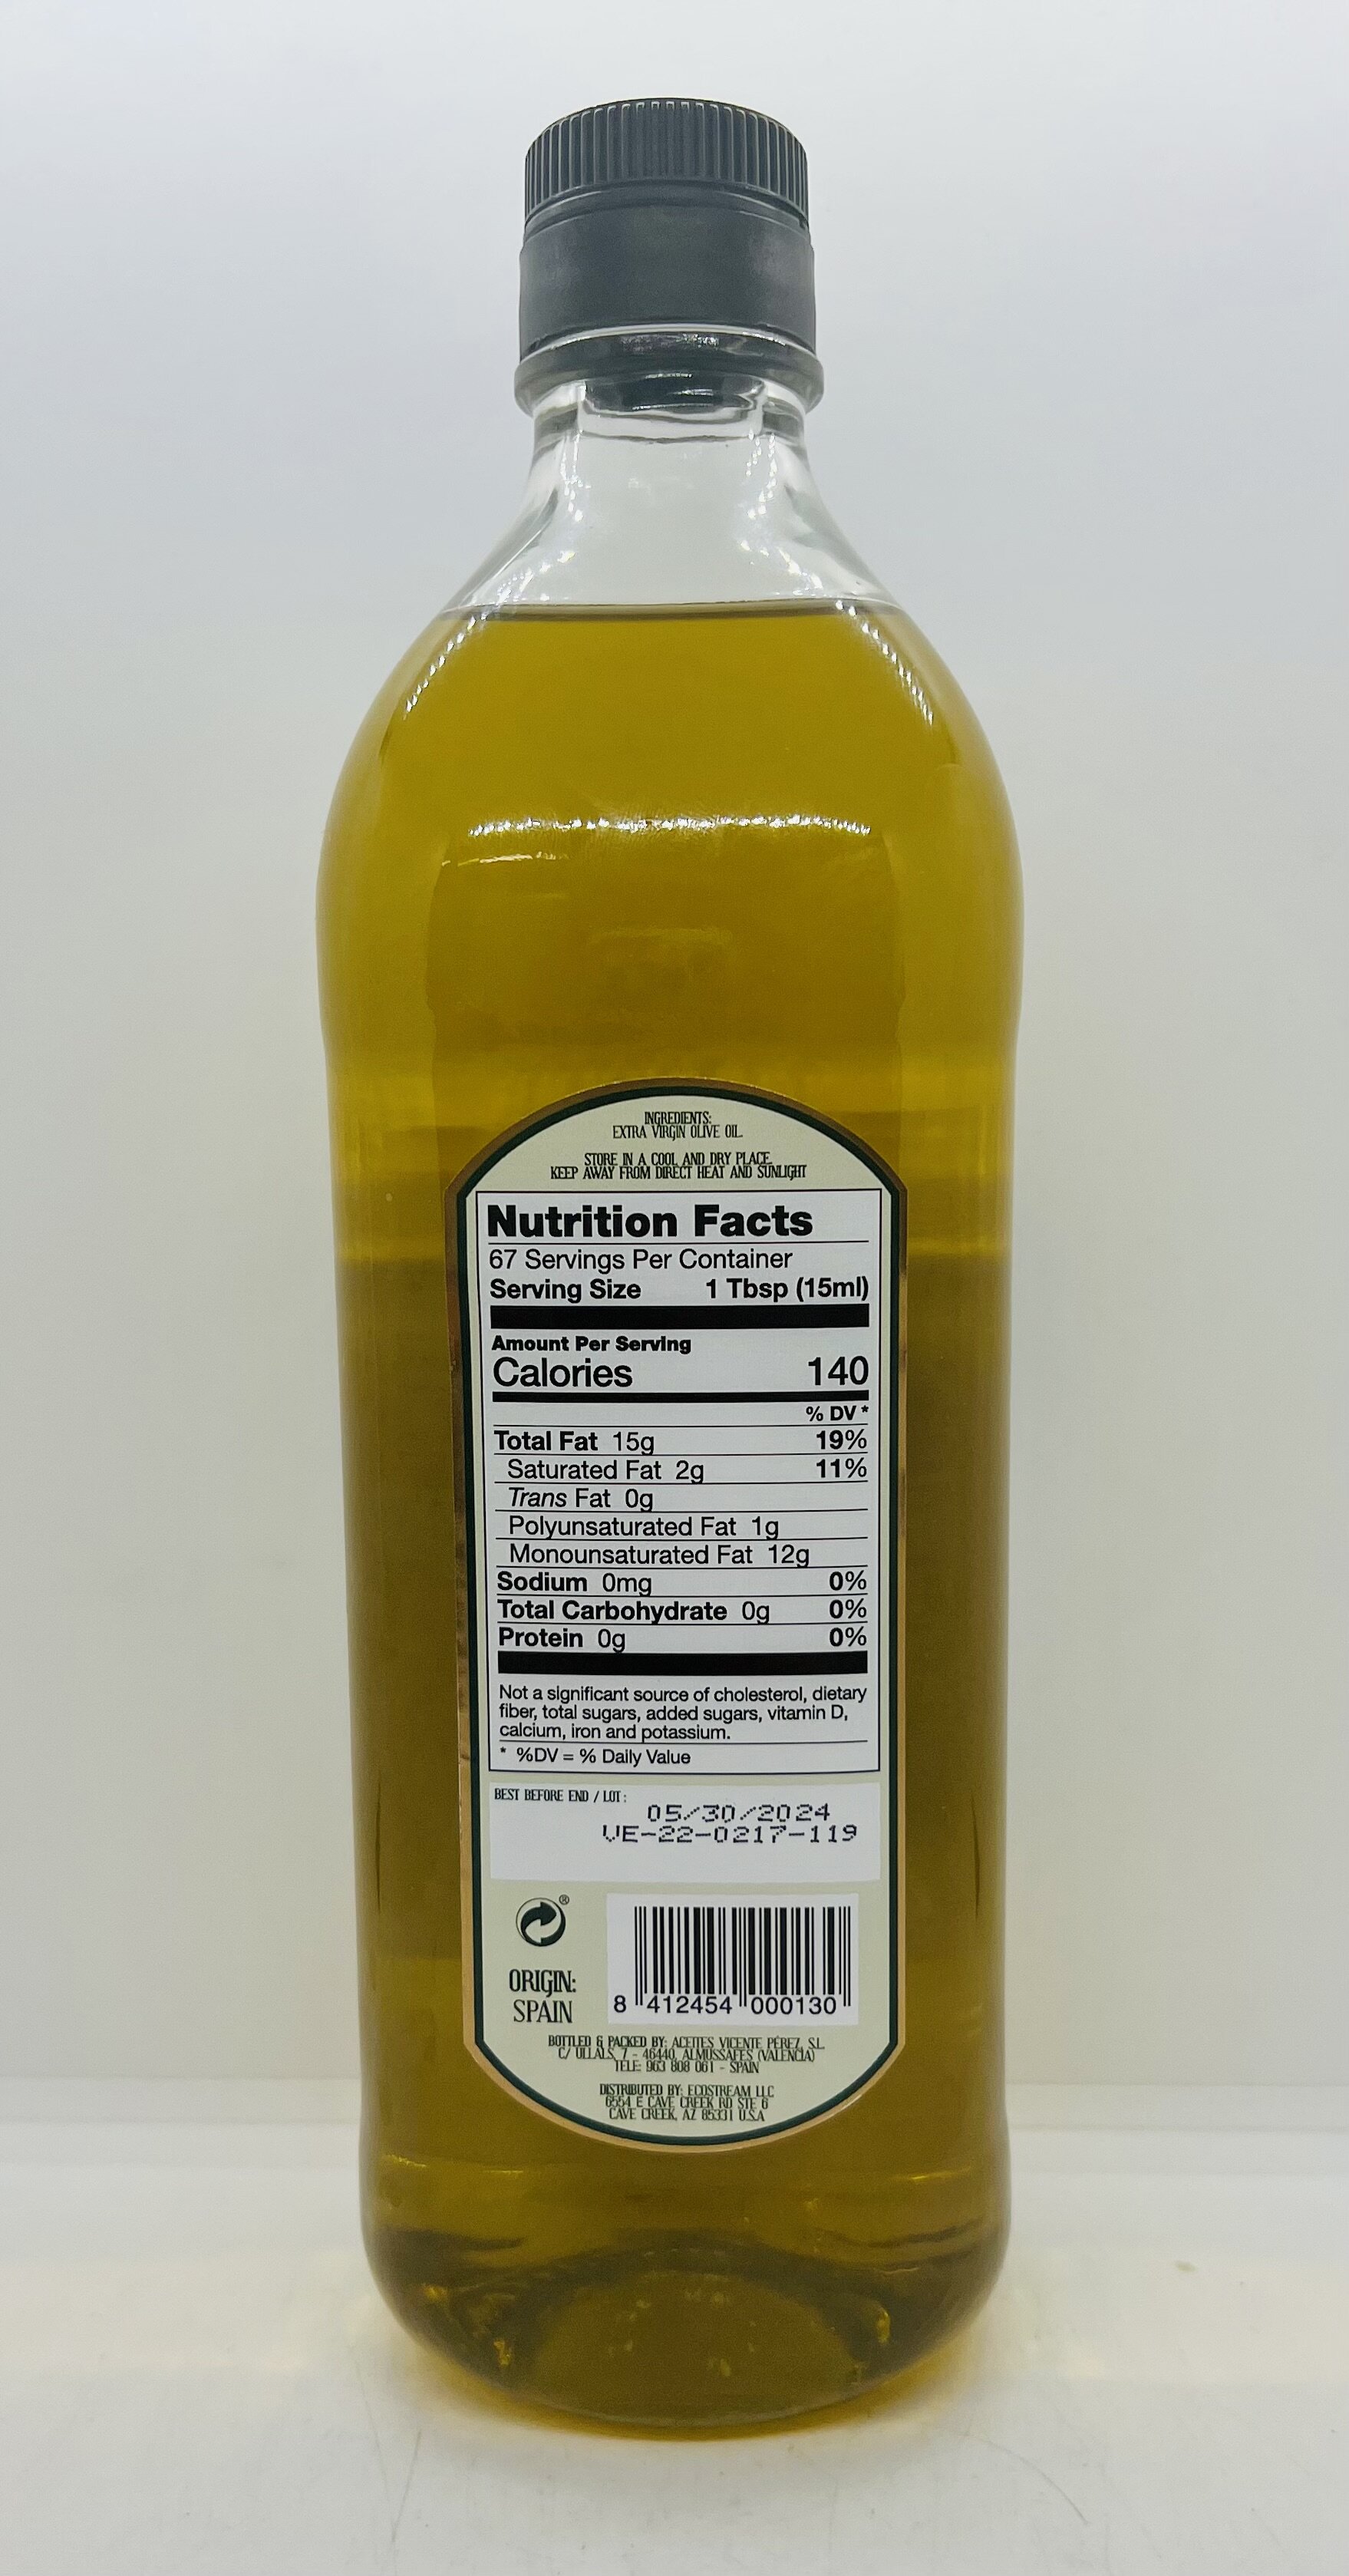 INGREDIENTS:
EXTRA VIRGIN OLIVE OIL.
STORE IN A COOL AND DRY PLACE.
KEEP AWAY FROM DIRECT HEAT AND SUNLIGHT
Nutrition Facts
67 Servings Per Container
Serving Size 1 Tbsp (15ml)
Amount Per Serving
Calories 140
% DV *
Total Fat 15g 19%
Saturated Fat 2g 11%
Trans Fat 0g
Polyunsaturated Fat 1g
Monounsaturated Fat 12g
Sodium 0mg 0%
Total Carbohydrate 0g 0%
Protein 0g 0%
Not a significant source of cholesterol, dietary
fiber, total sugars, added sugars, vitamin D,
calcium, iron and potassium.
* %DV = % Daily Value
BEST BEFORE END / LOT:
05/30/2024
VE-22-0217-119
®
ORIGIN:
SPAIN
8 412454 000130
BOTTLED & PACKED BY: ACEITES VICENTE PÉREZ, S.L.
C/ ULLALS, 7 - 46440, ALMUSSAFES (VALENCIA)
TELE: 963 808 061 - SPAIN
DISTRIBUTED BY: ECOSTREAM LLC
6554 E CAVE CREEK RD STE 6
CAVE CREEK, AZ 85331 U.S.A